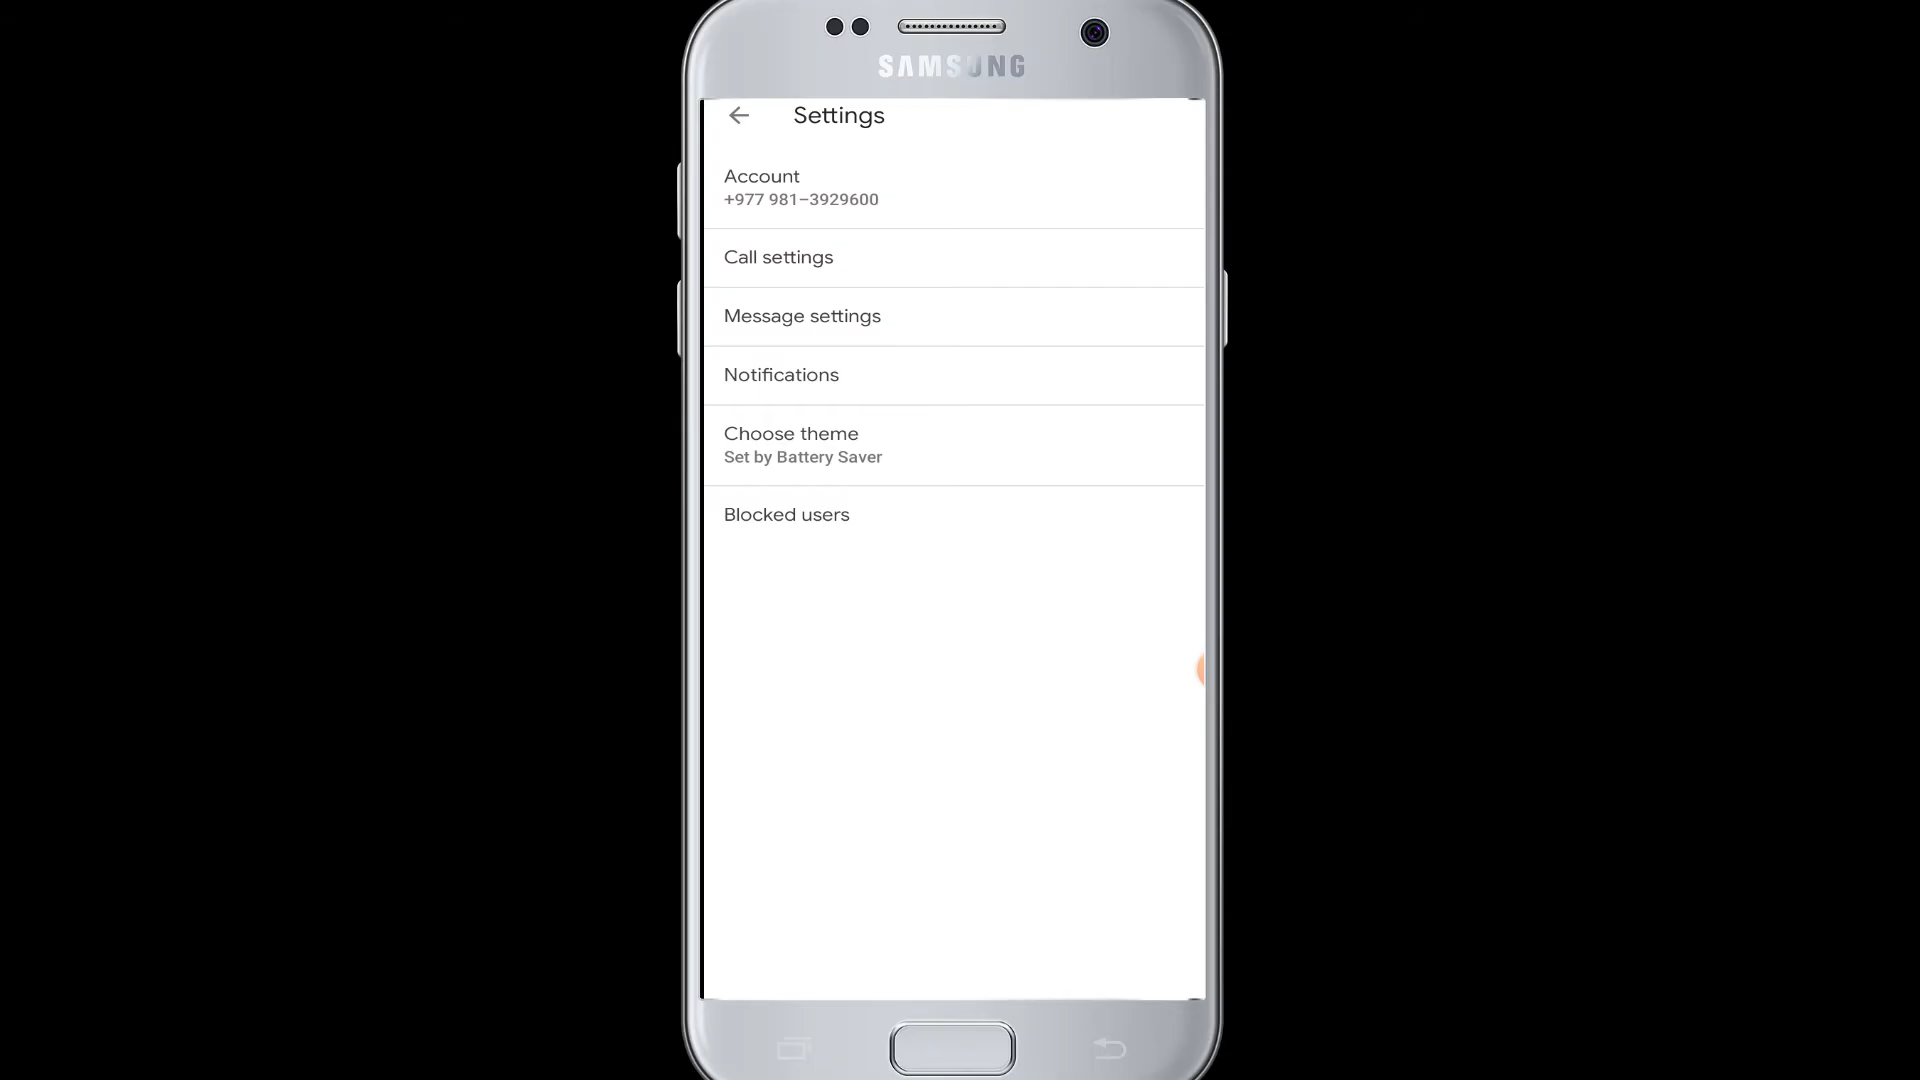 SAMSUNG
Settings
Account
+977 981-3929600
Call settings
Message settings
Notifications
Choose theme
Set by Battery Saver
Blocked users